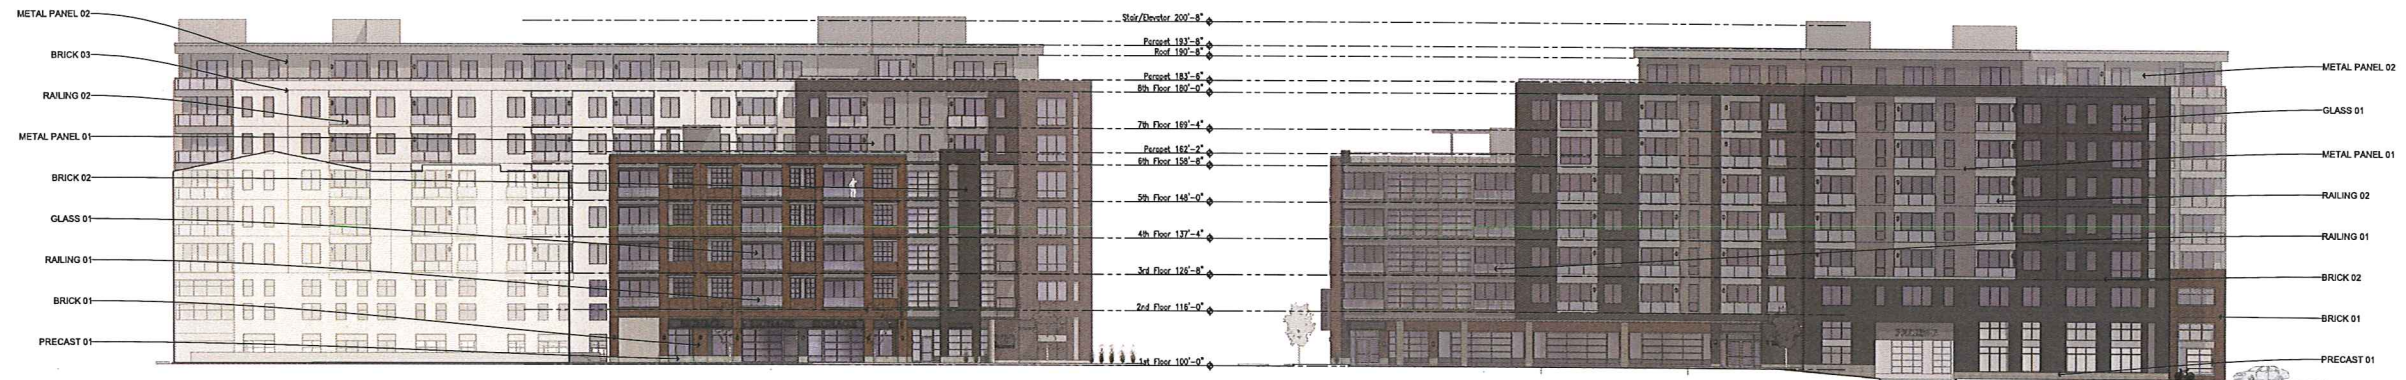 METAL PANEL 02
BRICK 03
RAILING 02
METAL PANEL 01
BRICK 02
GLASS 01
RAILING 01
BRICK 01
PRECAST 01
Stair/Elevator 200'-8"
Parapet 193'-8"
Roof 190'-8"
Parapet 183'-6"
8th Floor 180'-0"
7th Floor 169'-4"
Parapet 162'-2"
6th Floor 158'-8"
5th Floor 148'-0"
4th Floor 137'-4"
3rd Floor 126'-8"
2nd Floor 116'-0"
1st Floor 100'-0"
METAL PANEL 02
GLASS 01
METAL PANEL 01
RAILING 02
RAILING 01
BRICK 02
BRICK 01
PRECAST 01